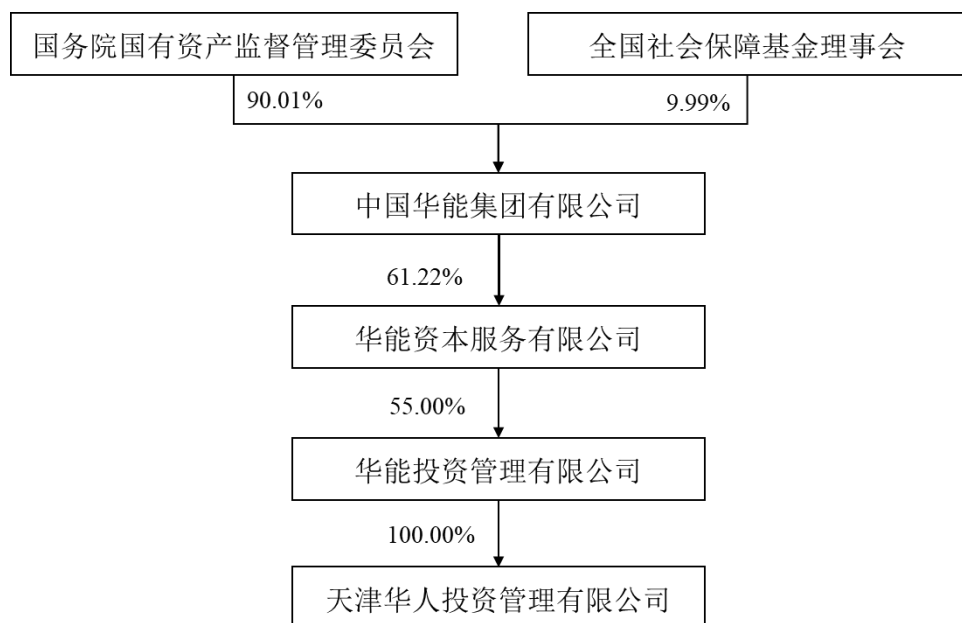 国务院国有资产监督管理委员会
全国社会保障基金理事会
90.01%
9.99%
中国华能集团有限公司
61.22%
华能资本服务有限公司
55.00%
华能投资管理有限公司
100.00%
天津华人投资管理有限公司